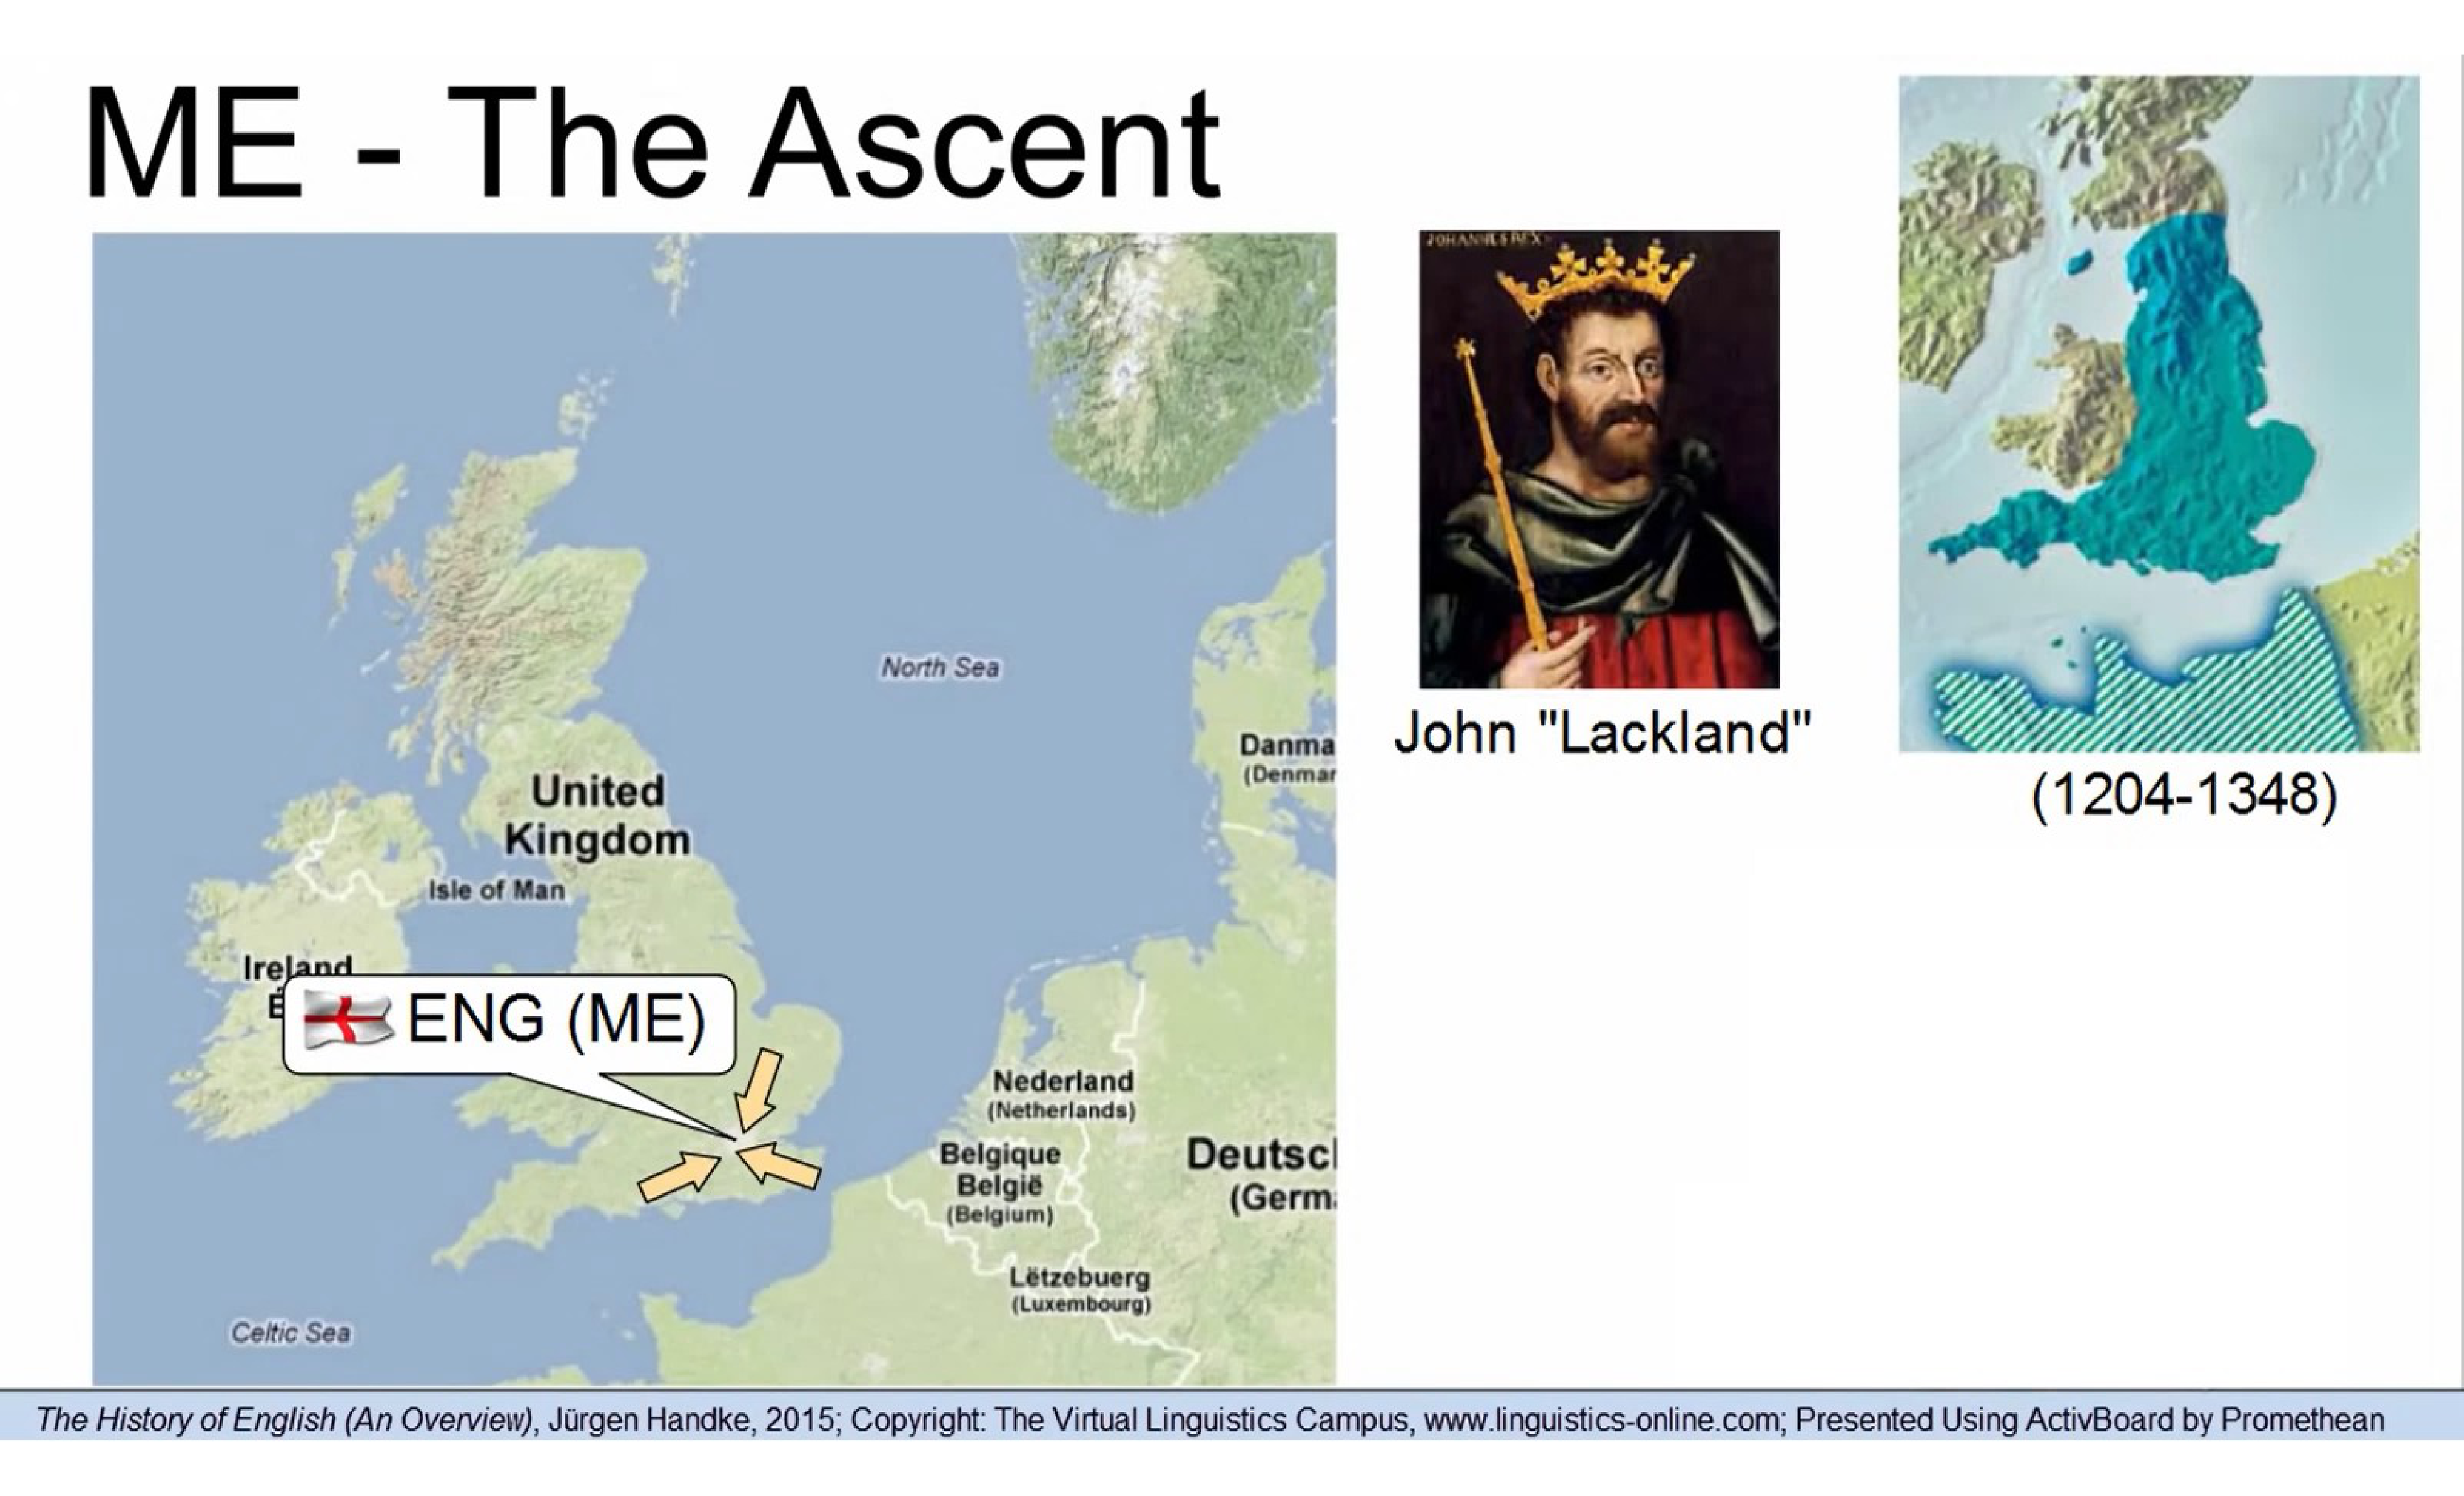 ME - The Ascent
JOHANNES REX
John "Lackland"
(1204-1348)
North Sea
Danma
(Denmar
United
Kingdom
Isle of Man
Ireland
ENG (ME)
Nederland
(Netherlands)
Belgique
België
(Belgium)
Deutscl
(Germa
Lëtzebuerg
(Luxembourg)
Celtic Sea
The History of English (An Overview), Jürgen Handke, 2015; Copyright: The Virtual Linguistics Campus, www.linguistics-online.com; Presented Using ActivBoard by Promethean